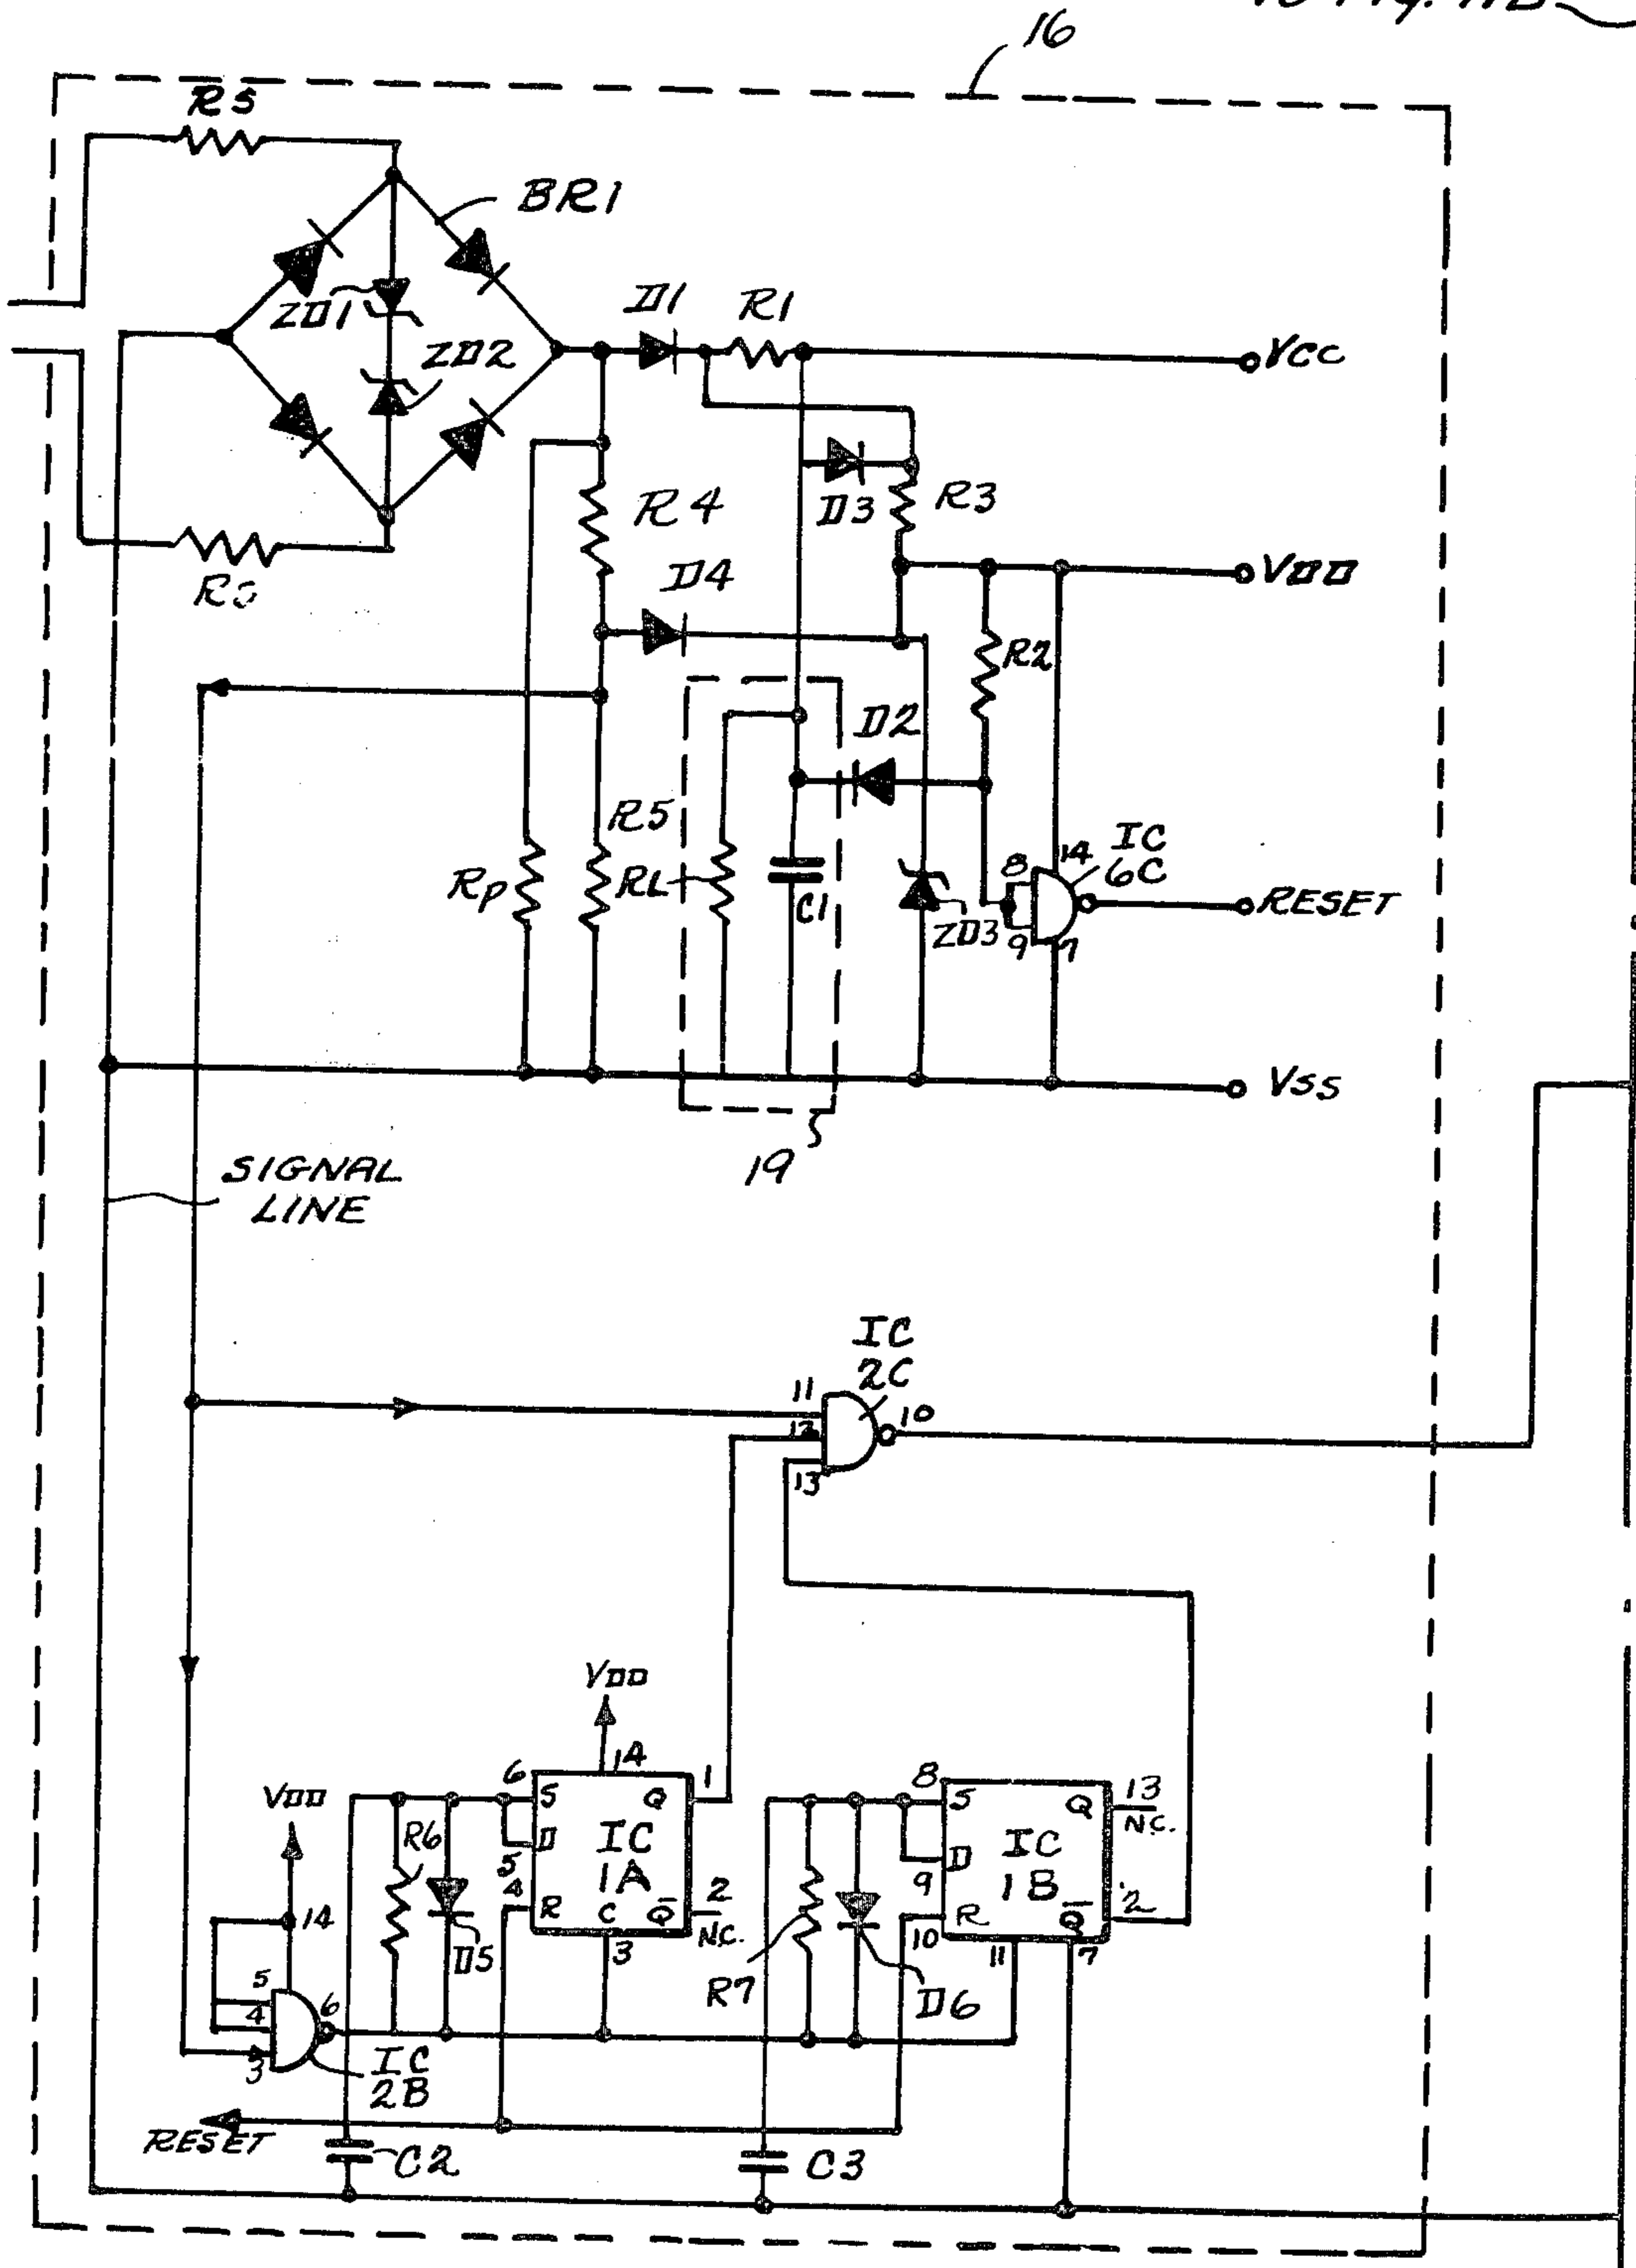 16
R5
BR1
ZD1
ZD2
D1
R1
VCC
D3
R3
R4
D4
VDD
R2
D2
R5
Rp
RL
C1
ZD3
8
14
IC
6C
9
7
RESET
VSS
19
SIGNAL
LINE
IC
2C
11
12
13
10
VDD
VDD
14
5
4
3
6
IC
2B
R6
D5
6
5
4
14
S
D
R
C
Q
Q̅
IC
1A
1
2
NC.
3
R7
D6
8
9
10
S
D
R
Q
Q̅
IC
1B
13
N.C.
11
7
RESET
C2
C3